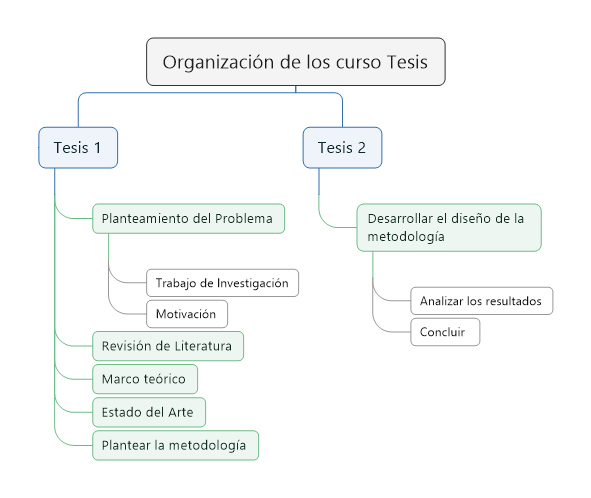 Organización de los curso Tesis
Tesis 1
Tesis 2
Planteamiento del Problema
Trabajo de Investigación
Motivación
Revisión de Literatura
Marco teórico
Estado del Arte
Plantear la metodología
Desarrollar el diseño de la
metodología
Analizar los resultados
Concluir